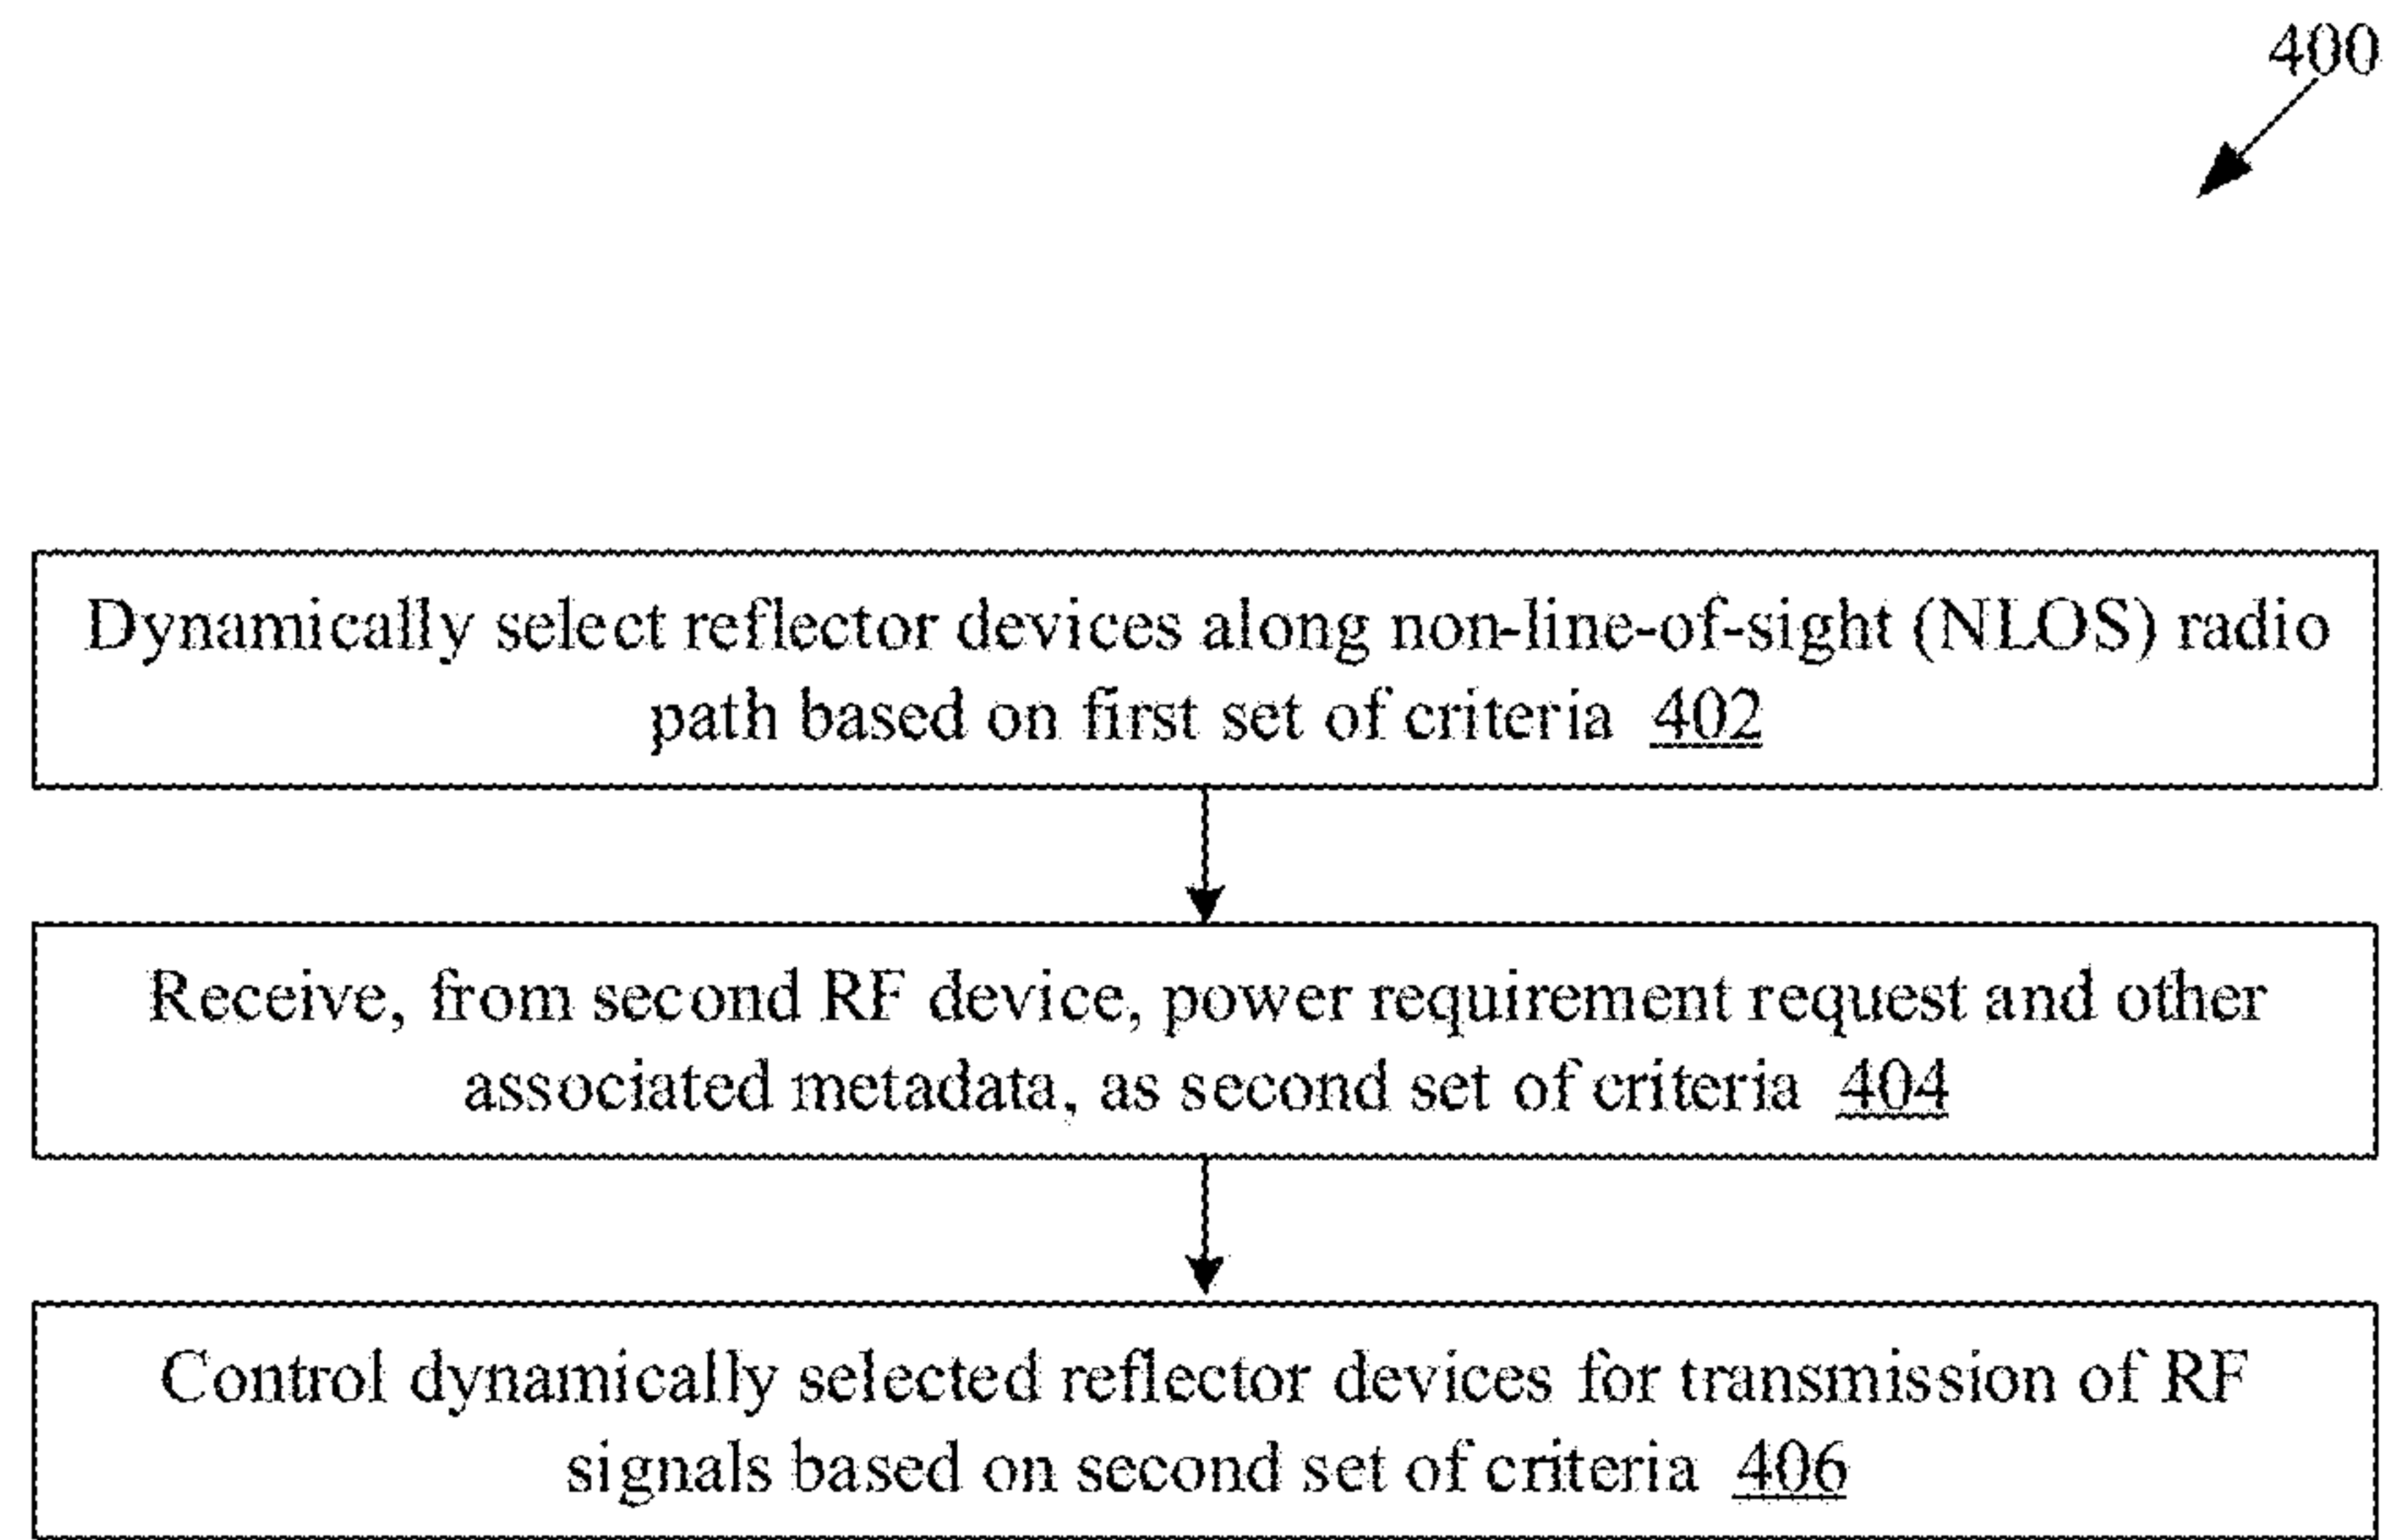 400
Dynamically select reflector devices along non-line-of-sight (NLOS) radio
path based on first set of criteria 402
Receive, from second RF device, power requirement request and other
associated metadata, as second set of criteria 404
Control dynamically selected reflector devices for transmission of RF
signals based on second set of criteria 406